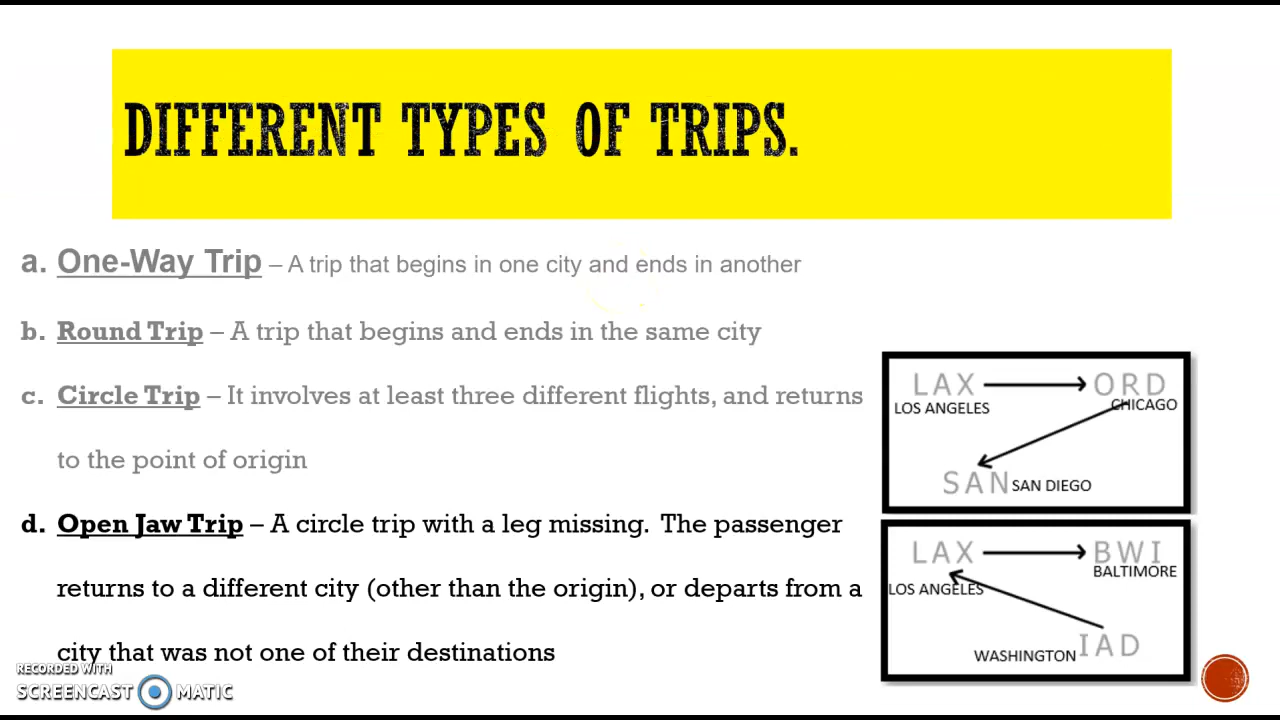 DIFFERENT TYPES OF TRIPS.
a. One-Way Trip – A trip that begins in one city and ends in another
b. Round Trip – A trip that begins and ends in the same city
c. Circle Trip – It involves at least three different flights, and returns
to the point of origin
d. Open Jaw Trip – A circle trip with a leg missing. The passenger
returns to a different city (other than the origin), or departs from a
city that was not one of their destinations
LAX ORD
LOS ANGELES CHICAGO
SAN SAN DIEGO
LAX BWI
BALTIMORE
LOS ANGELES
WASHINGTON IAD
RECORDED WITH
SCREENCAST MATIC